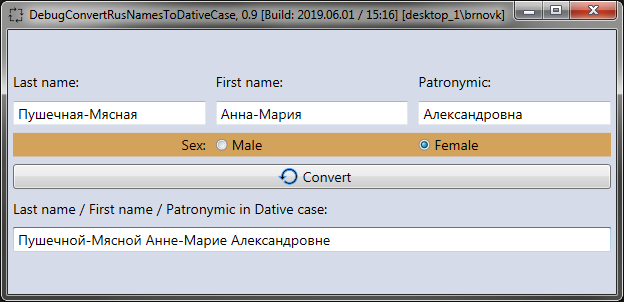 DebugConvertRusNamesToDativeCase, 0.9 [Build: 2019.06.01 / 15:16] [desktop_1\brnovk]
Last name: First name: Patronymic:
Пушечная-Мясная Анна-Мария Александровна
Sex: Male Female
Convert
Last name / First name / Patronymic in Dative case:
Пушечной-Мясной Анне-Марие Александровне